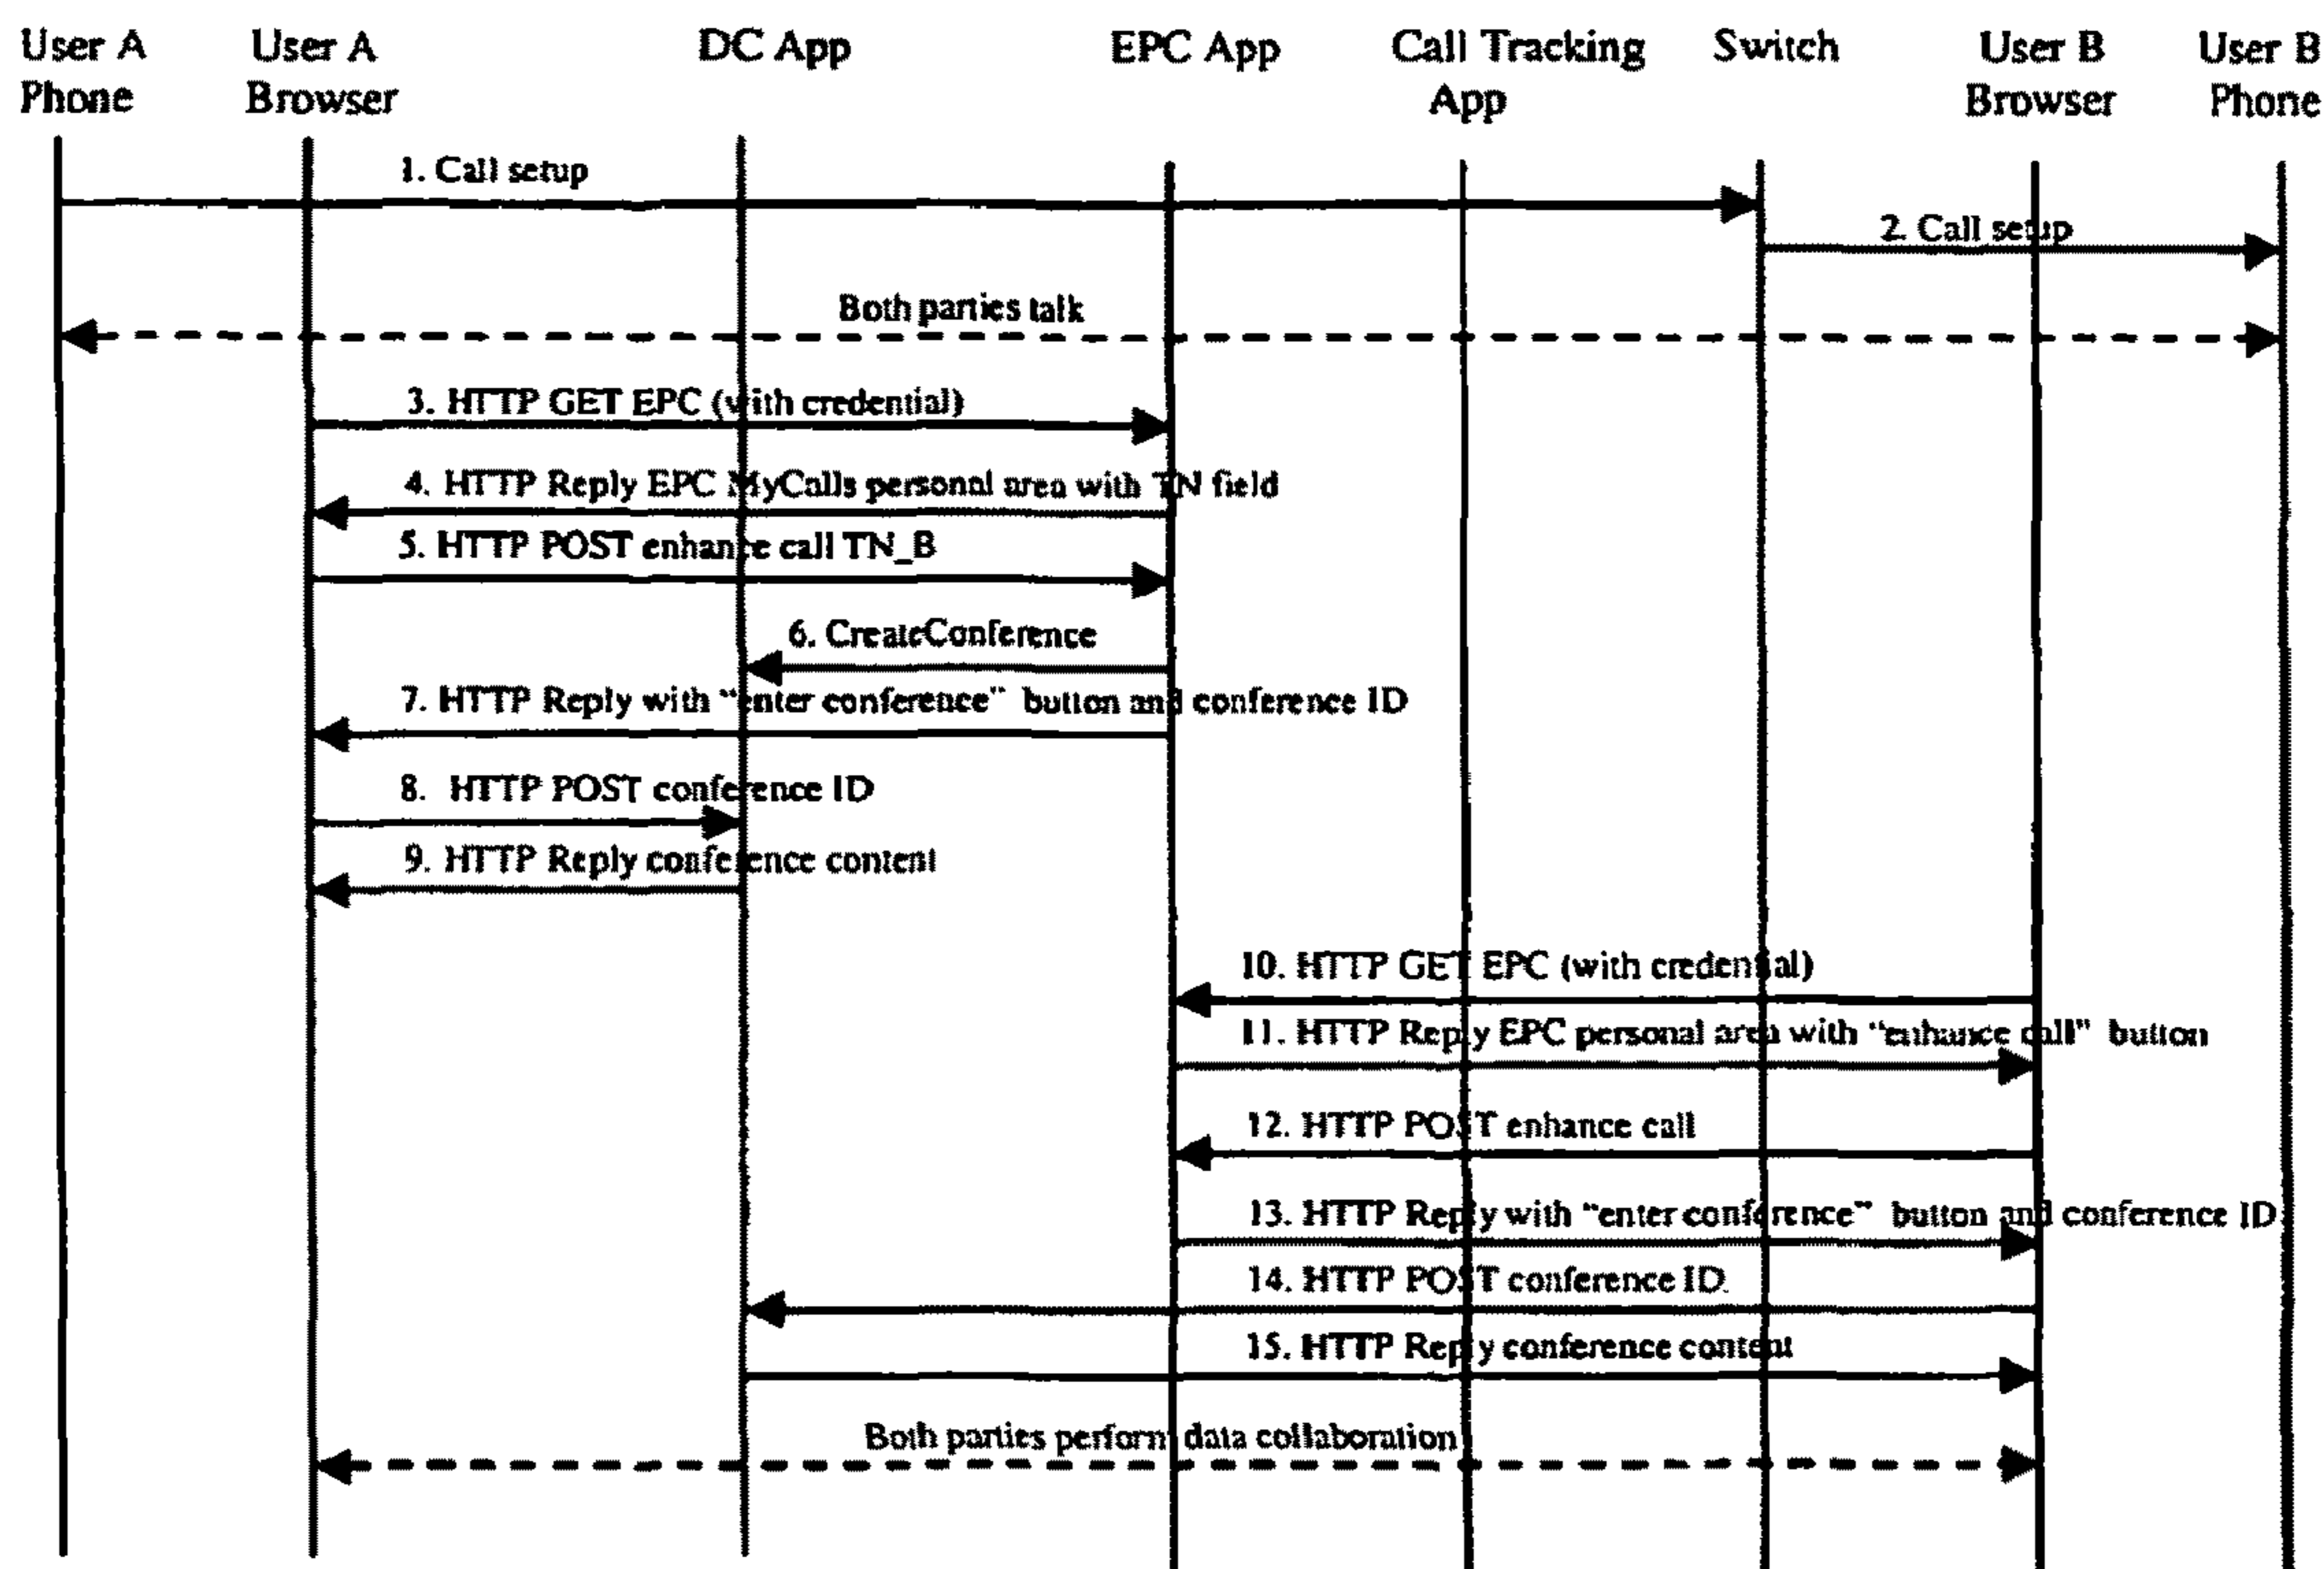 User A Phone
User A Browser
DC App
EPC App
Call Tracking App
Switch
User B Browser
User B Phone
1. Call setup
2. Call setup
Both parties talk
3. HTTP GET EPC (with credential)
4. HTTP Reply EPC MyCalls personal area with TN field
5. HTTP POST enhance call TN_B
6. CreateConference
7. HTTP Reply with "enter conference" button and conference ID
8. HTTP POST conference ID
9. HTTP Reply conference content
10. HTTP GET EPC (with credential)
11. HTTP Reply EPC personal area with "enhance call" button
12. HTTP POST enhance call
13. HTTP Reply with "enter conference" button and conference ID
14. HTTP POST conference ID
15. HTTP Reply conference content
Both parties perform data collaboration